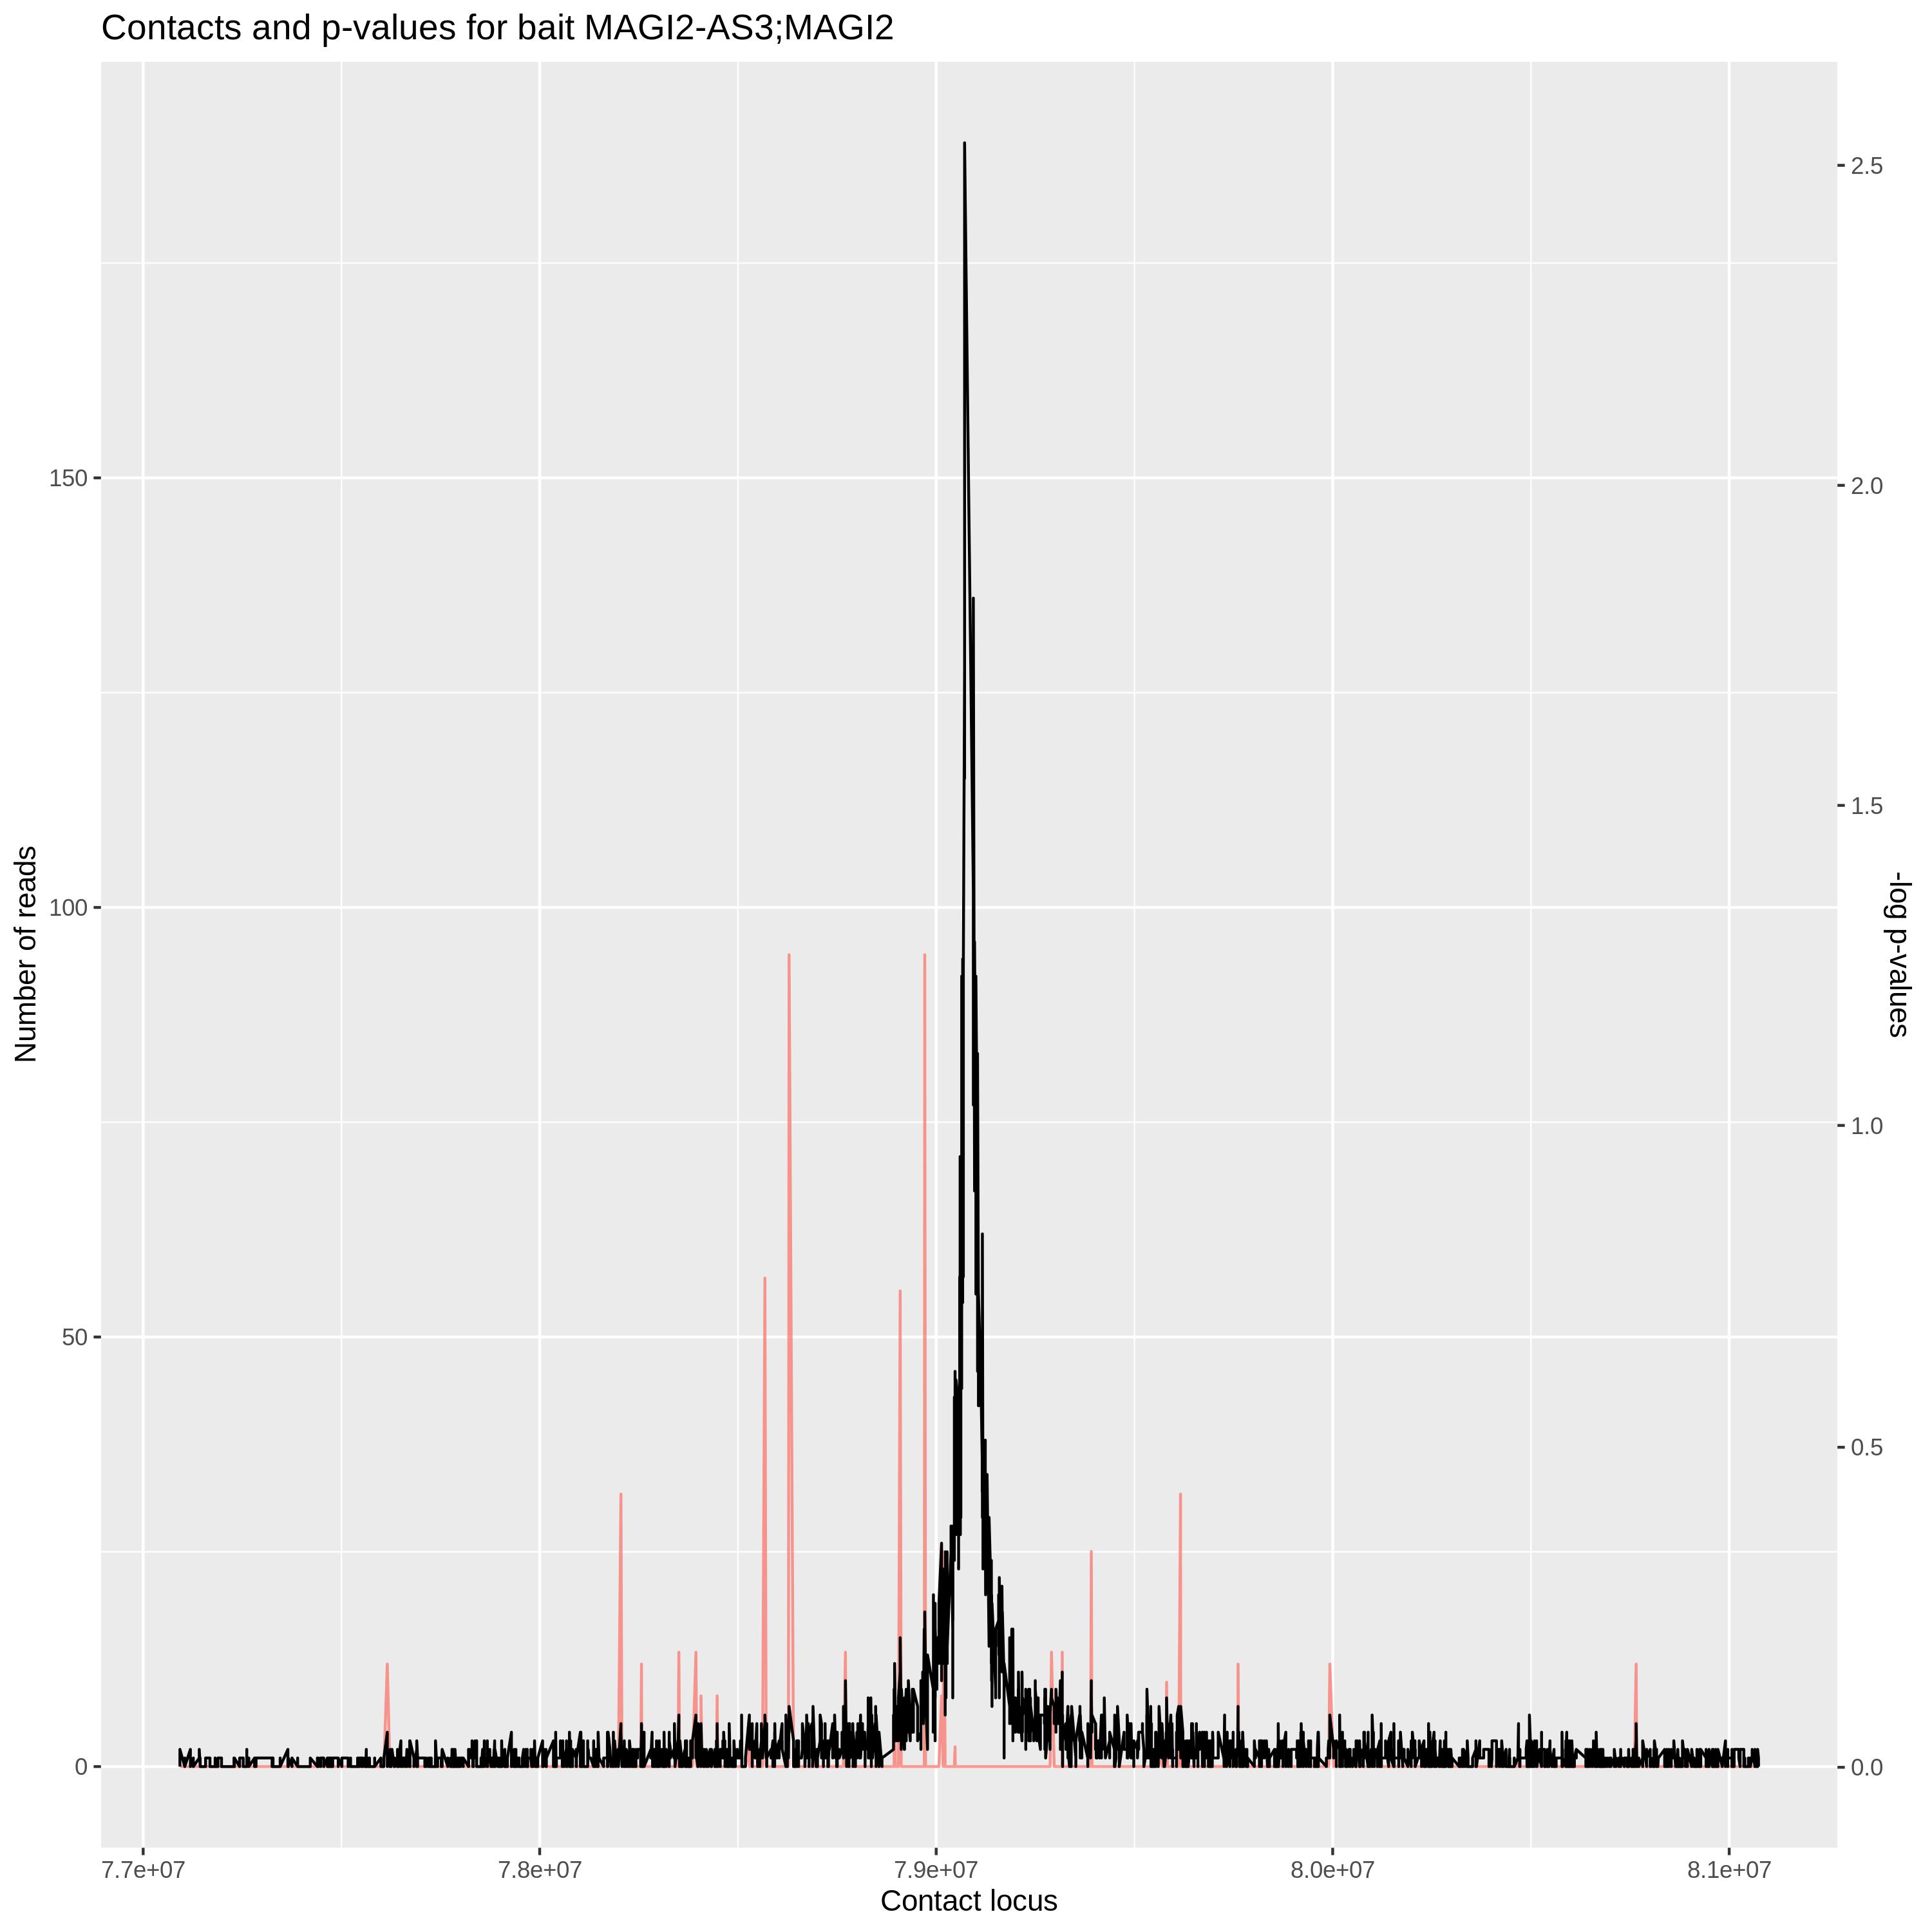 Contacts and p-values for bait MAGI2-AS3;MAGI2
2.5
150
2.0
1.5
Number of reads
100
-log p-values
1.0
50
0.5
0
0.0
7.7e+07 7.8e+07 7.9e+07 8.0e+07 8.1e+07
Contact locus